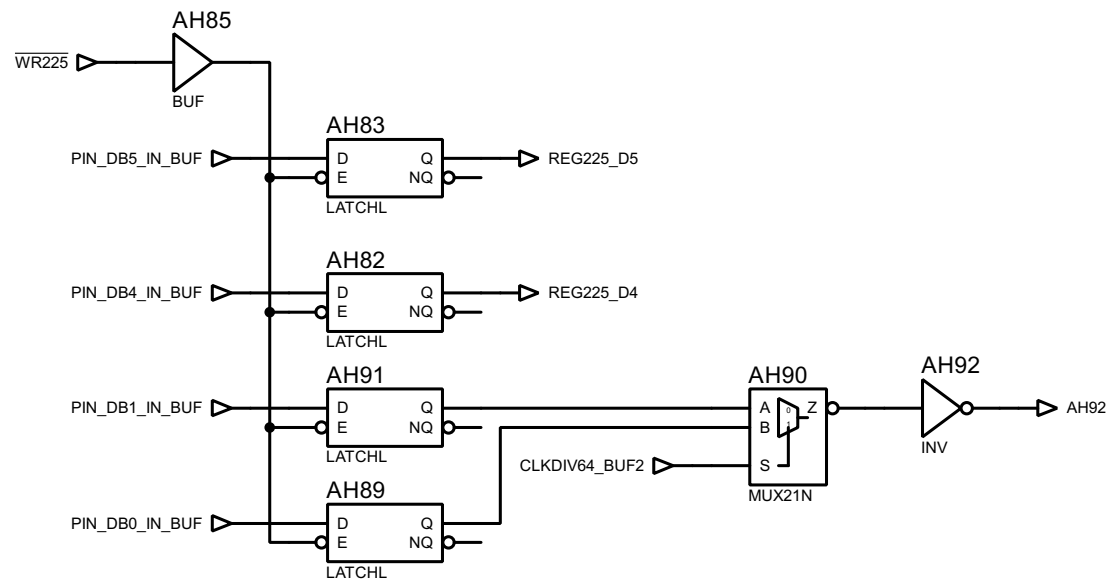 AH85
WR225
BUF
AH83
PIN_DB5_IN_BUF
D
Q
REG225_D5
E
NQ
LATCHL
AH82
PIN_DB4_IN_BUF
D
Q
REG225_D4
E
NQ
LATCHL
AH91
AH90
AH92
PIN_DB1_IN_BUF
D
Q
A
0
Z
AH92
E
NQ
B
1
INV
LATCHL
CLKDIV64_BUF2
S
AH89
MUX21N
PIN_DB0_IN_BUF
D
Q
E
NQ
LATCHL